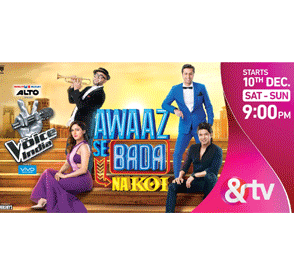 ALTO
THE
Voice
India
VIVO
AWAAZ
SE BADA
NA KOI
STARTS
10TH DEC.
SAT - SUN
9:00PM
&tv